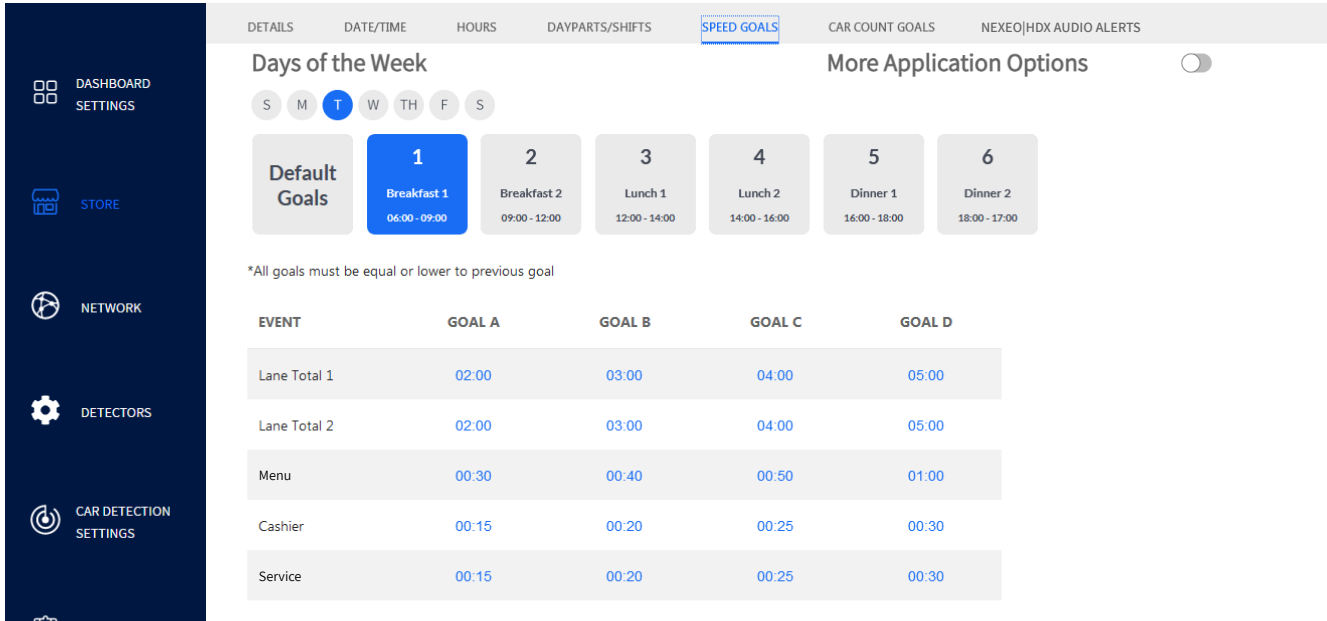 DETAILS DATE/TIME HOURS DAYPARTS/SHIFTS SPEED GOALS CAR COUNT GOALS NEXEO|HDX AUDIO ALERTS
DASHBOARD
SETTINGS
STORE
NETWORK
DETECTORS
CAR DETECTION
SETTINGS
Days of the Week More Application Options
S M T W TH F S
Default
Goals
1
Breakfast 1
06:00 - 09:00
2
Breakfast 2
09:00 - 12:00
3
Lunch 1
12:00 - 14:00
4
Lunch 2
14:00 - 16:00
5
Dinner 1
16:00 - 18:00
6
Dinner 2
18:00 - 17:00
*All goals must be equal or lower to previous goal
EVENT GOAL A GOAL B GOAL C GOAL D
Lane Total 1 02:00 03:00 04:00 05:00
Lane Total 2 02:00 03:00 04:00 05:00
Menu 00:30 00:40 00:50 01:00
Cashier 00:15 00:20 00:25 00:30
Service 00:15 00:20 00:25 00:30